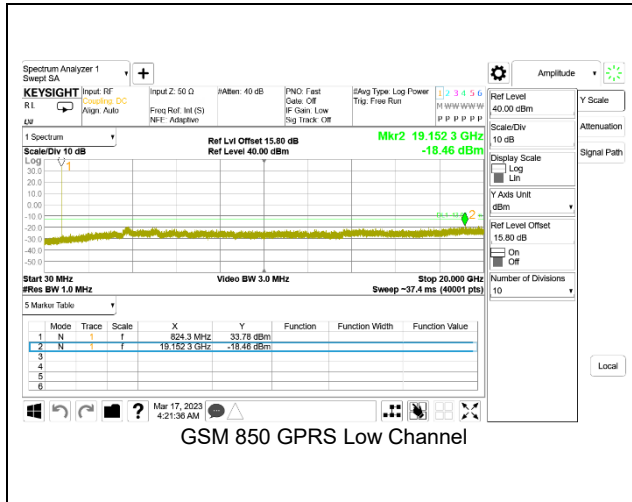 Spectrum Analyzer 1
Swept SA
+
Amplitude
KEYSIGHT
Input: RF
Coupling: DC
Align: Auto
Input Z: 50 Ω
Freq Ref: Int (S)
NFE: Adaptive
#Atten: 40 dB
PNO: Fast
Gate: Off
IF Gain: Low
Sig Track: Off
#Avg Type: Log Power
Trig: Free Run
1 2 3 4 5 6
M W W W W W
P P P P P P
R L
1 Spectrum
Scale/Div 10 dB
Ref Lvl Offset 15.80 dB
Ref Level 40.00 dBm
Mkr2 19.152 3 GHz
-18.46 dBm
Log
30.0
20.0
10.0
0.00
-10.0
-20.0
-30.0
-40.0
-50.0
1
2
Start 30 MHz
#Res BW 1.0 MHz
Video BW 3.0 MHz
Stop 20.000 GHz
Sweep ~37.4 ms (40001 pts)
5 Marker Table
Mode Trace Scale X Y Function Function Width Function Value
1 N 1 f 824.3 MHz 33.78 dBm
2 N 1 f 19.152 3 GHz -18.46 dBm
3
4
5
6
Ref Level
40.00 dBm
Scale/Div
10 dB
Display Scale
Log
Lin
Y Axis Unit
dBm
Ref Level Offset
15.80 dB
On
Off
Number of Divisions
10
Y Scale
Attenuation
Signal Path
Local
?
Mar 17, 2023
4:21:36 AM
GSM 850 GPRS Low Channel